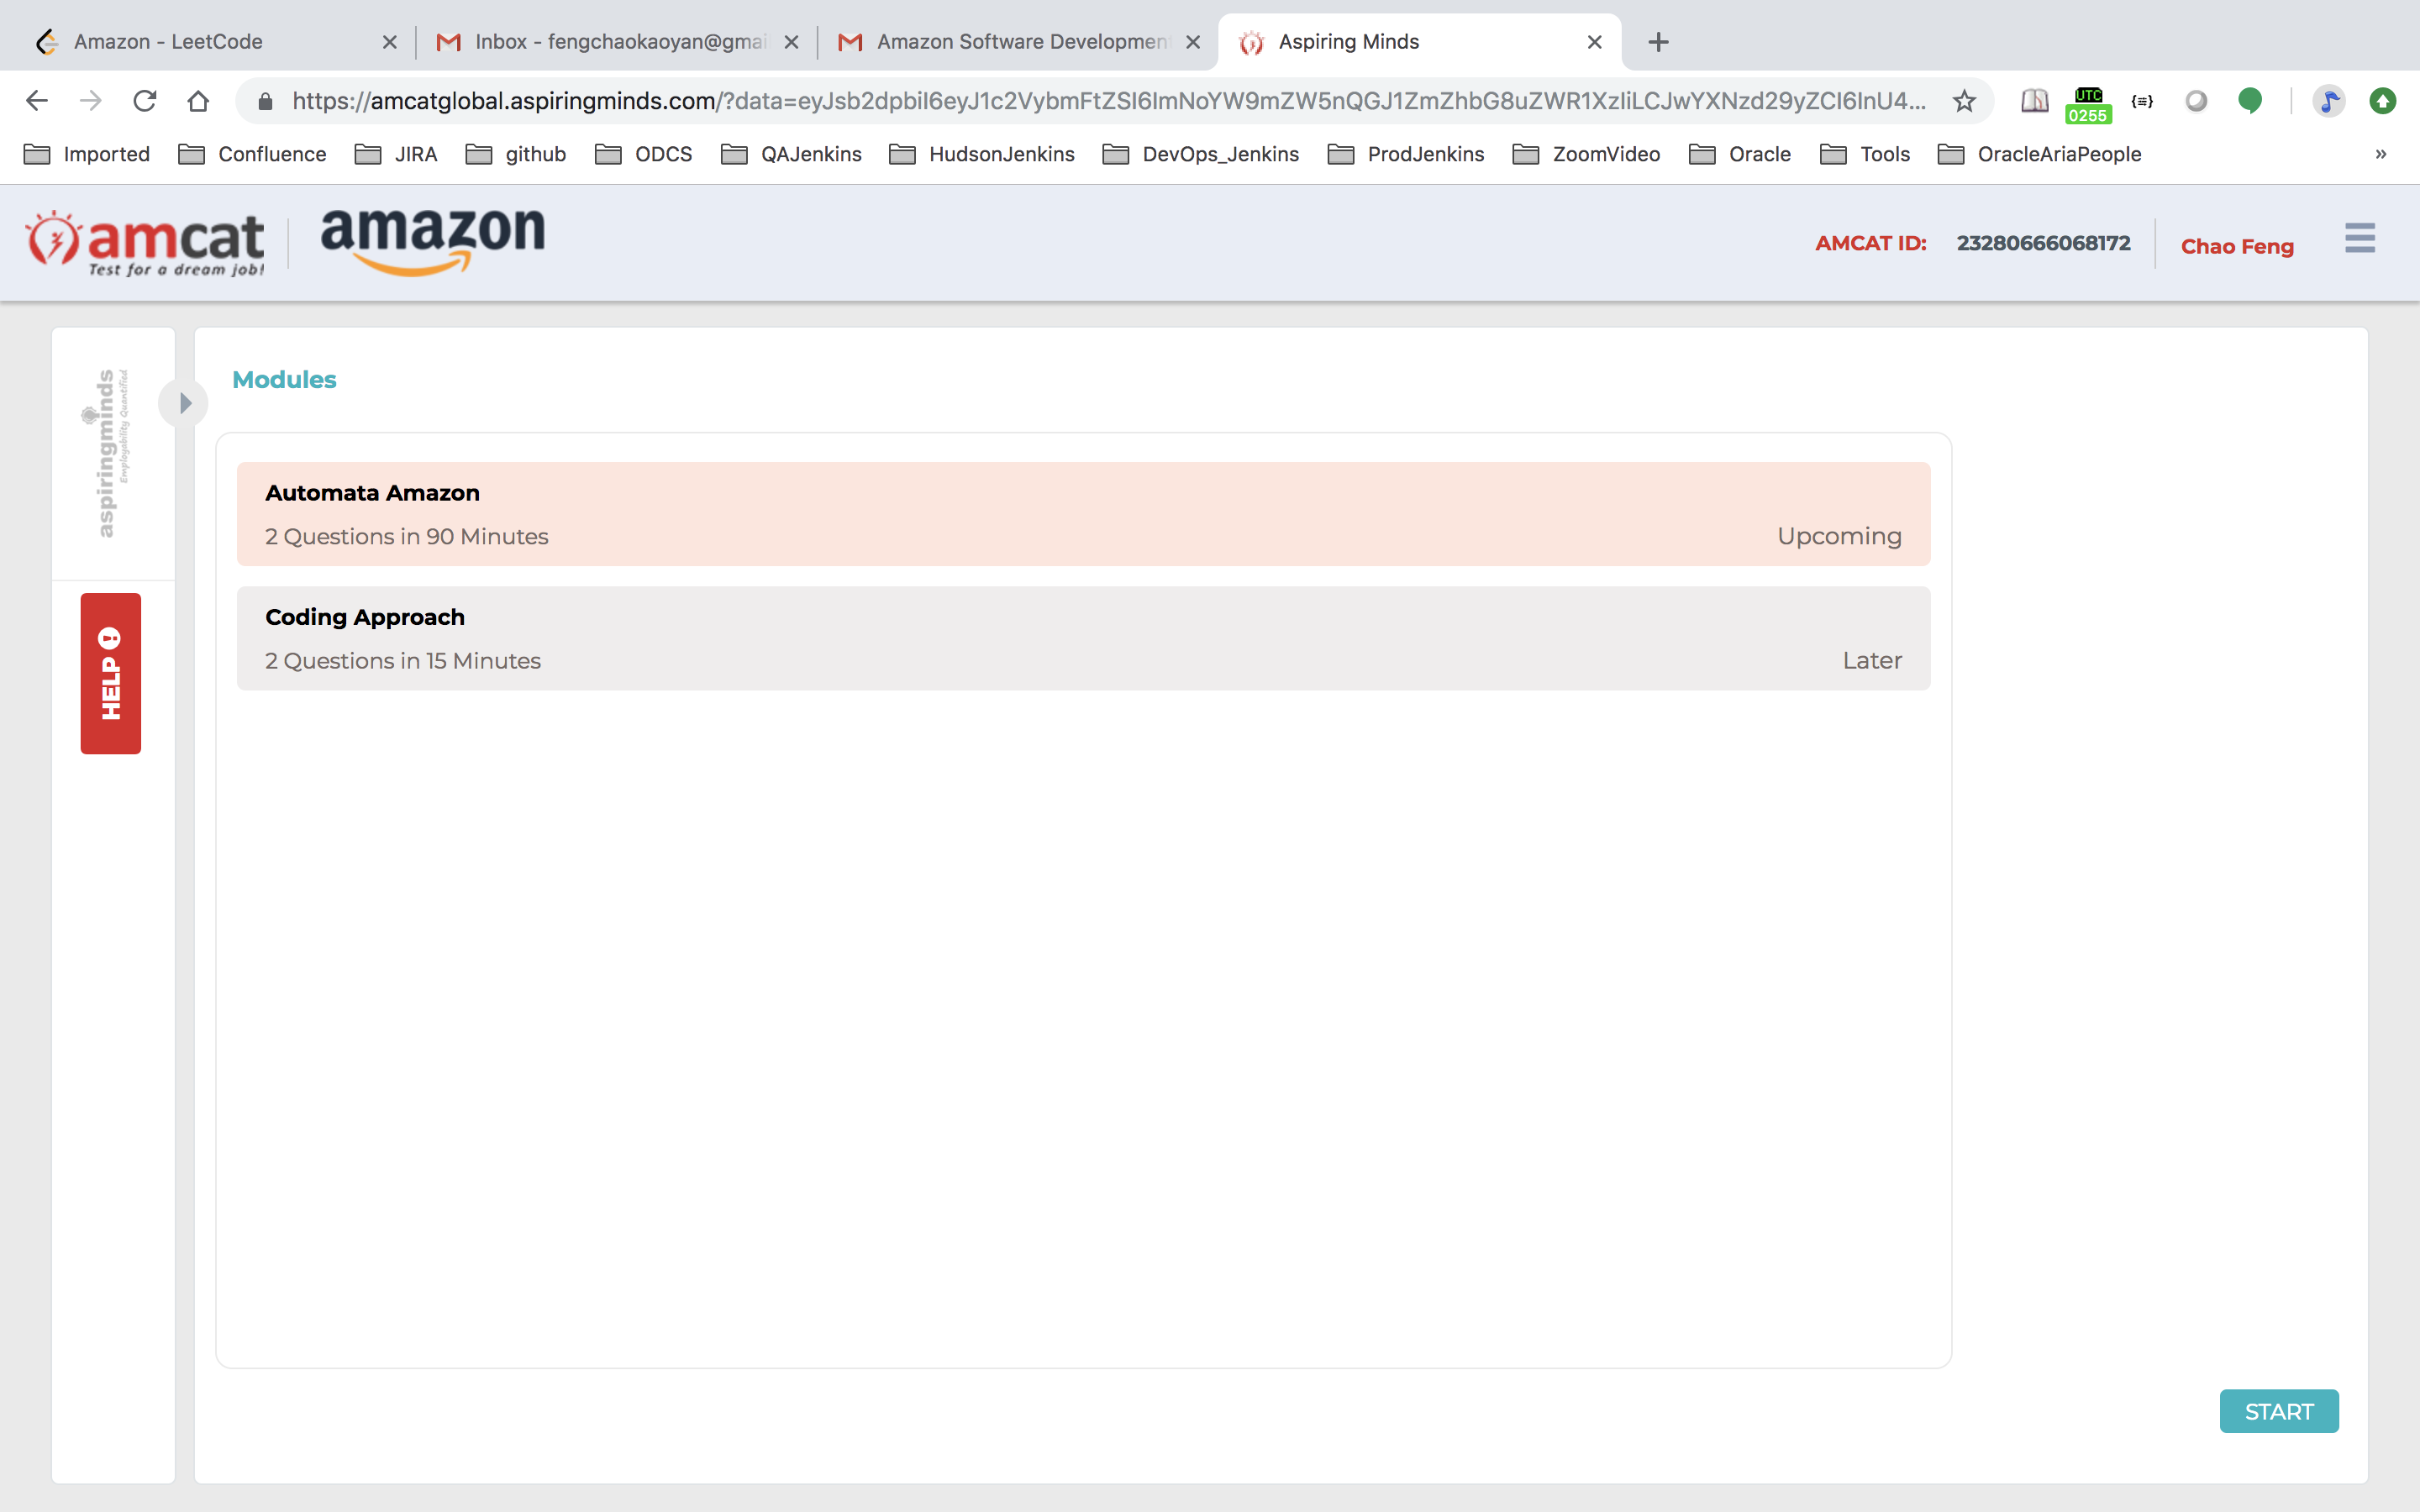 Amazon - LeetCode
Inbox - fengchaokaoyan@gmai
Amazon Software Developmen
Aspiring Minds
https://amcatglobal.aspiringminds.com/?data=eyJsb2dpbiI6eyJ1c2VybmFtZSI6ImNoYW9mZW5nQGJ1ZmZhbG8uZWR1XzIiLCJwYXNzd29yZCI6InU4...
UTC
0255
Imported
Confluence
JIRA
github
ODCS
QAJenkins
HudsonJenkins
DevOps_Jenkins
ProdJenkins
ZoomVideo
Oracle
Tools
OracleAriaPeople
»
amcat
Test for a dream job!
amazon
AMCAT ID: 23280666068172
Chao Feng
aspiringminds
Employability Quantified
HELP
Modules
Automata Amazon
2 Questions in 90 Minutes
Upcoming
Coding Approach
2 Questions in 15 Minutes
Later
START